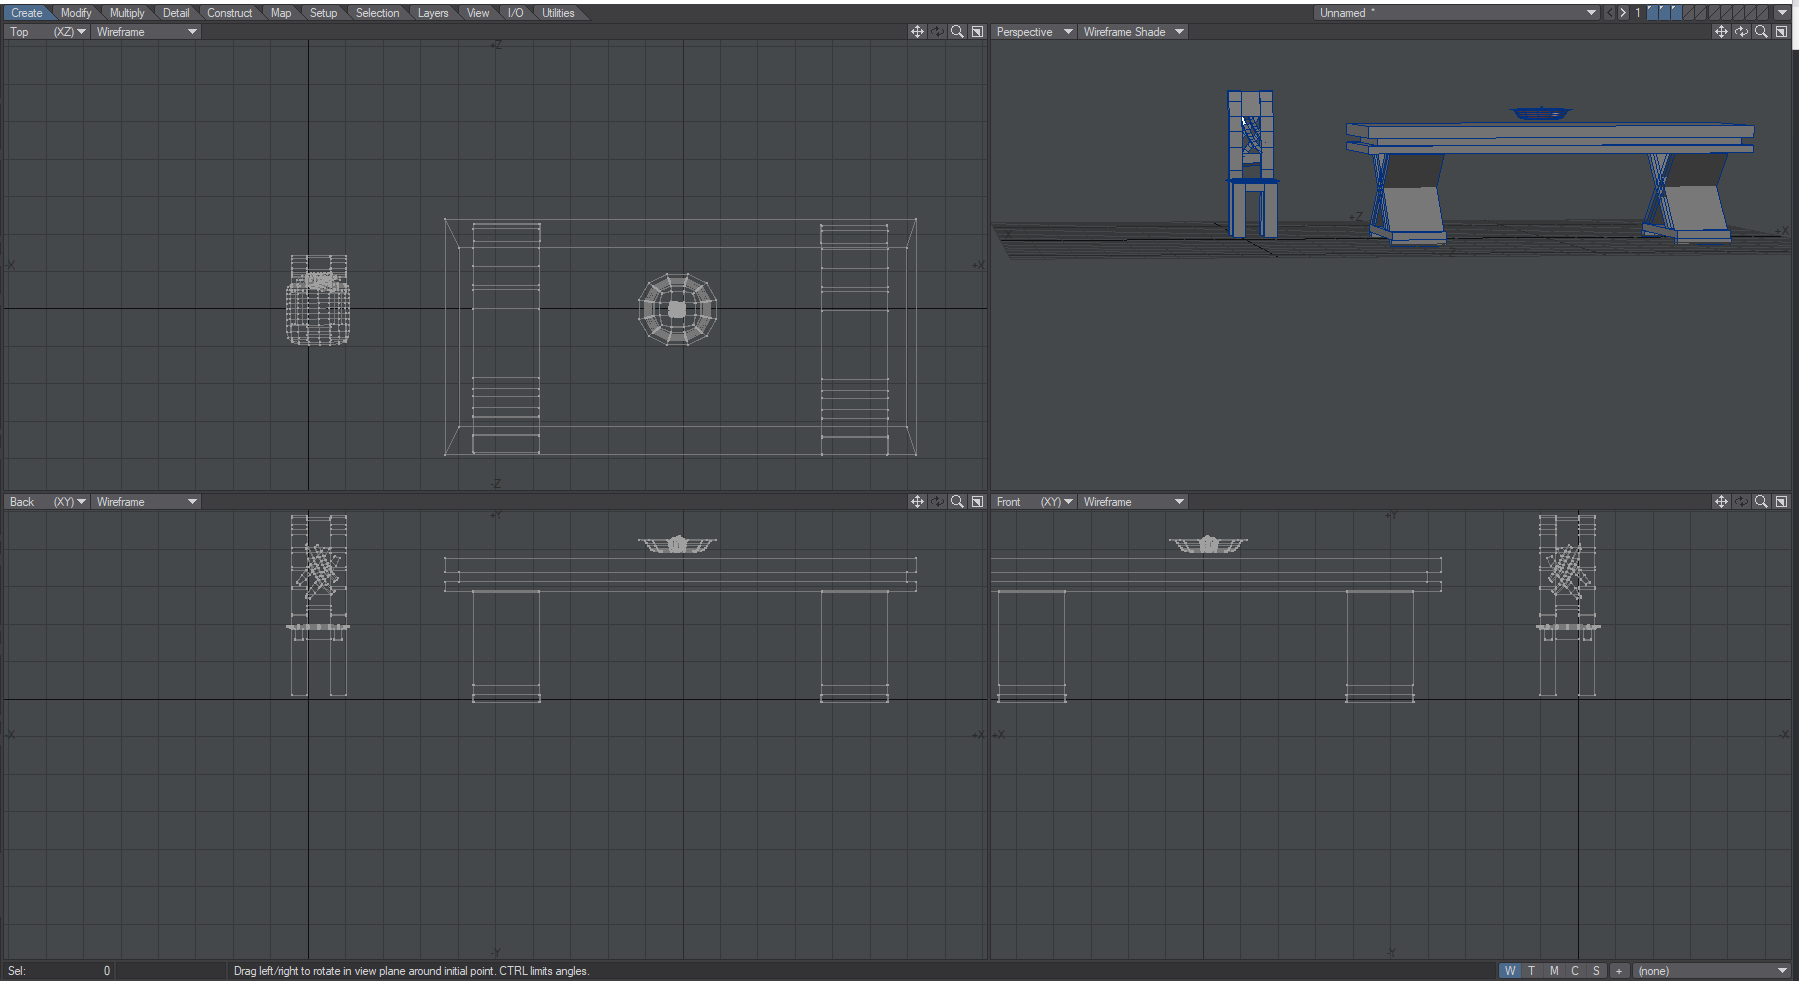 Create Modify Multiply Detail Construct Map Setup Selection Layers View I/O Utilities Unnamed * < > 1
Top (XZ) Wireframe
Perspective Wireframe Shade
+Z
-X
+X
-Z
+Z
-X
+X
Back (XY) Wireframe
Front (XY) Wireframe
+Y
-X
+X
-Y
+Y
+X
-X
-Y
Sel: 0 Drag left/right to rotate in view plane around initial point. CTRL limits angles. W T M C S + (none)